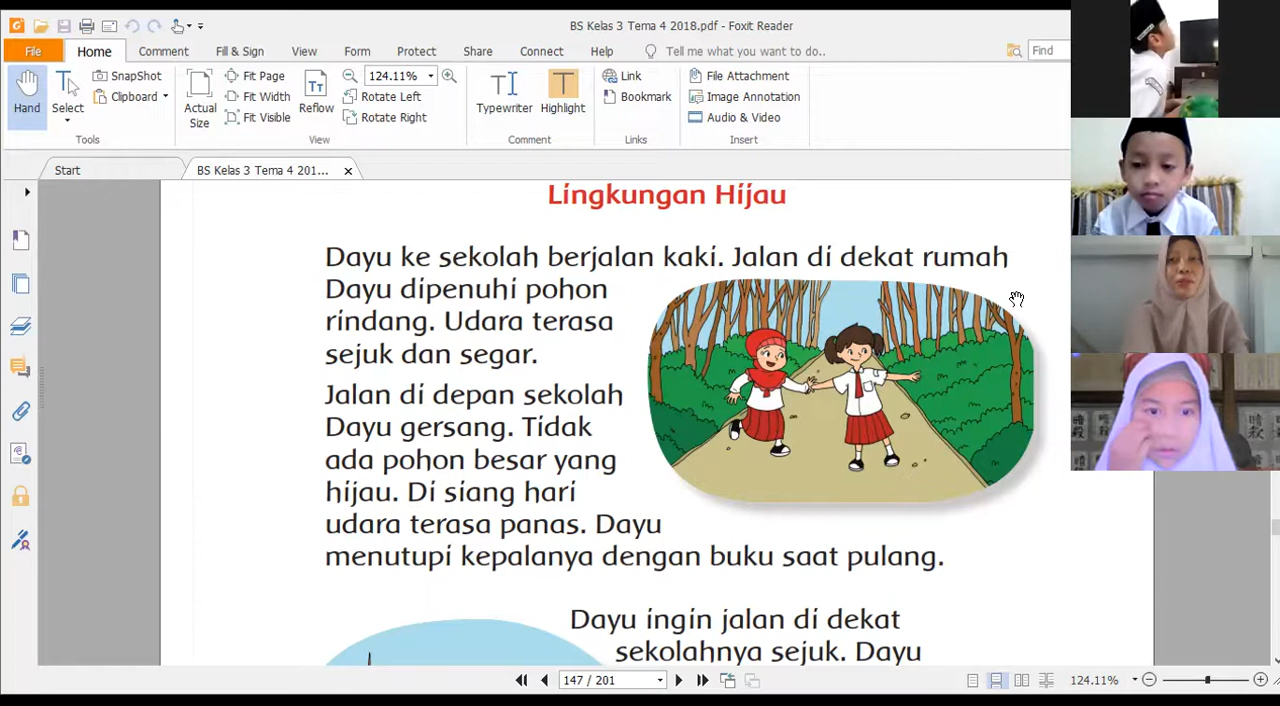 BS Kelas 3 Tema 4 2018.pdf - Foxit Reader
File Home Comment Fill & Sign View Form Protect Share Connect Help Tell me what you want to do.. Find
Hand
Select
SnapShot
Clipboard
Tools
Actual
Size
Fit Page
Fit Width
Fit Visible
Reflow
124.11%
Rotate Left
Rotate Right
View
Typewriter
Highlight
Comment
Link
Bookmark
Links
File Attachment
Image Annotation
Audio & Video
Insert
Start
BS Kelas 3 Tema 4 201...
Lingkungan Hijau
Dayu ke sekolah berjalan kaki. Jalan di dekat rumah
Dayu dipenuhi pohon
rindang. Udara terasa
sejuk dan segar.
Jalan di depan sekolah
Dayu gersang. Tidak
ada pohon besar yang
hijau. Di siang hari
udara terasa panas. Dayu
menutupi kepalanya dengan buku saat pulang.
Dayu ingin jalan di dekat
sekolahnya sejuk. Dayu
147 / 201
124.11%